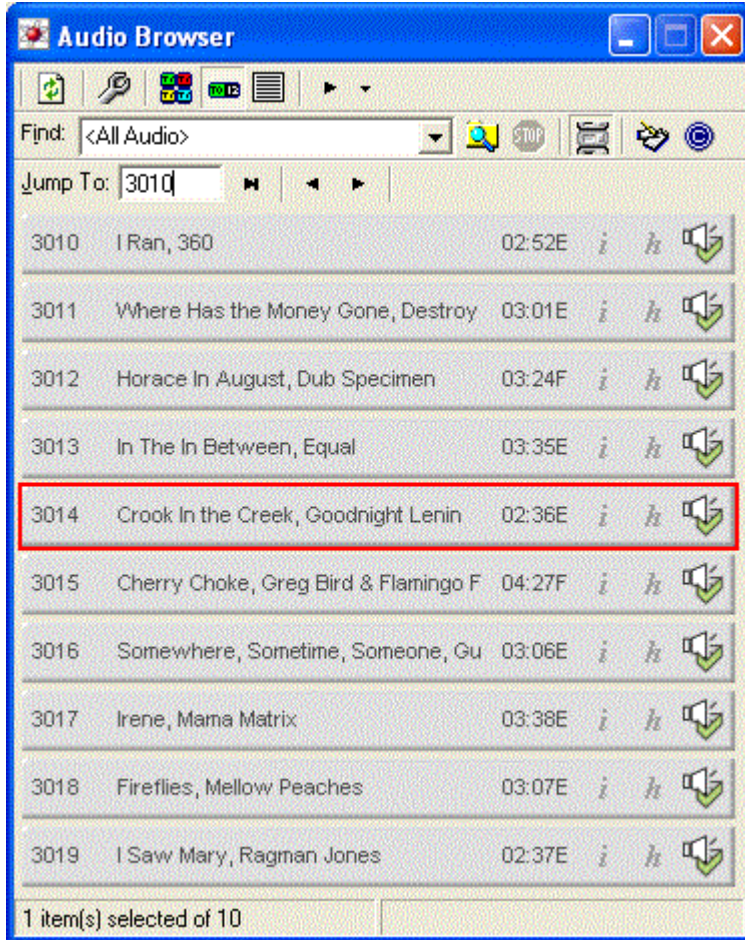 Audio Browser
Find: <All Audio> STOP
Jump To: 3010
3010 I Ran, 360 02:52E i h
3011 Where Has the Money Gone, Destroy 03:01E i h
3012 Horace In August, Dub Specimen 03:24F i h
3013 In The In Between, Equal 03:35E i h
3014 Crook In the Creek, Goodnight Lenin 02:36E i h
3015 Cherry Choke, Greg Bird & Flamingo F 04:27F i h
3016 Somewhere, Sometime, Someone, Gu 03:06E i h
3017 Irene, Mama Matrix 03:38E i h
3018 Fireflies, Mellow Peaches 03:07E i h
3019 I Saw Mary, Ragman Jones 02:37E i h
1 item(s) selected of 10